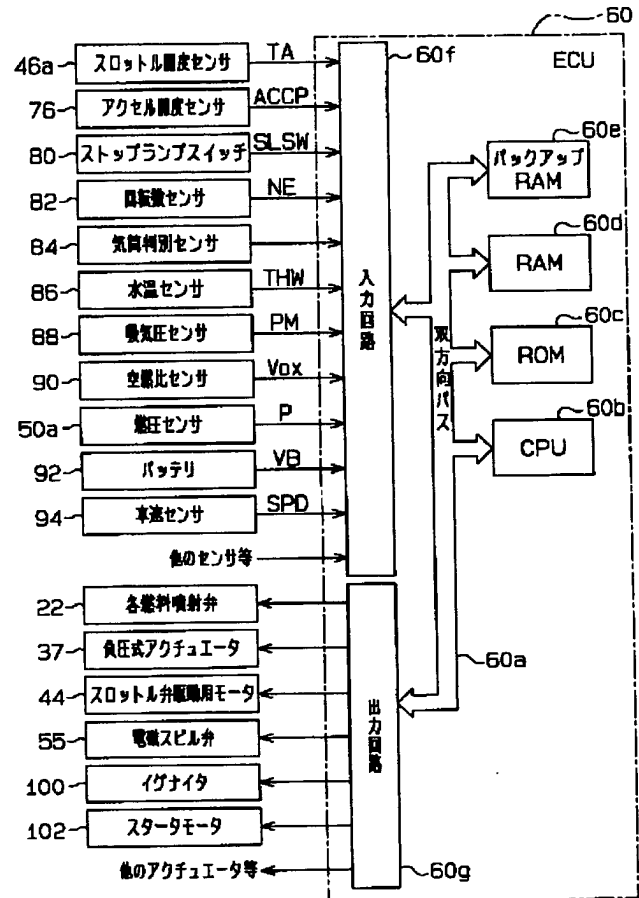 60
ECU
46a スロットル開度センサ TA
76 アクセル開度センサ ACCP
80 ストップランプスイッチ SLSW
82 回転数センサ NE
84 気筒判別センサ
86 水温センサ THW
88 吸気圧センサ PM
90 空燃比センサ Vox
50a 燃圧センサ P
92 バッテリ VB
94 車速センサ SPD
他のセンサ等
入力回路
60f
22 各燃料噴射弁
37 負圧式アクチュエータ
44 スロットル弁駆動用モータ
55 電磁スピル弁
100 イグナイタ
102 スタータモータ
他のアクチュエータ等
出力回路
60g
双方向バス
60a
60e
バックアップ
RAM
60d
RAM
60c
ROM
60b
CPU